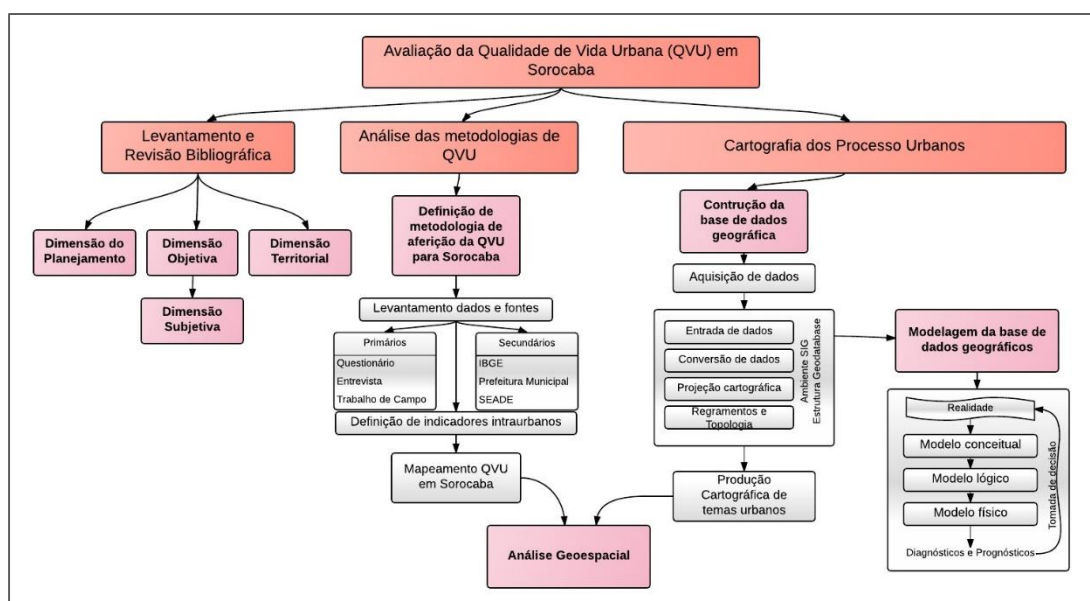 Avaliação da Qualidade de Vida Urbana (QVU) em
Sorocaba
Levantamento e
Revisão Bibliográfica
Análise das metodologias de
QVU
Cartografia dos Processo Urbanos
Dimensão do
Planejamento
Dimensão
Objetiva
Dimensão
Territorial
Dimensão
Subjetiva
Definição de
metodologia de
aferição da QVU
para Sorocaba
Levantamento dados e fontes
Primários
Questionário
Entrevista
Trabalho de Campo
Secundários
IBGE
Prefeitura Municipal
SEADE
Definição de indicadores intraurbanos
Mapeamento QVU
em Sorocaba
Contrução da
base de dados
geográfica
Aquisição de dados
Entrada de dados
Conversão de dados
Projeção cartográfica
Regramentos e
Topologia
Ambiente SIG
Estrutura Geodatabase
Produção
Cartográfica de
temas urbanos
Análise Geoespacial
Modelagem da base de
dados geográficos
Realidade
Modelo conceitual
Modelo lógico
Modelo físico
Diagnósticos e Prognósticos
Tomada de decisão